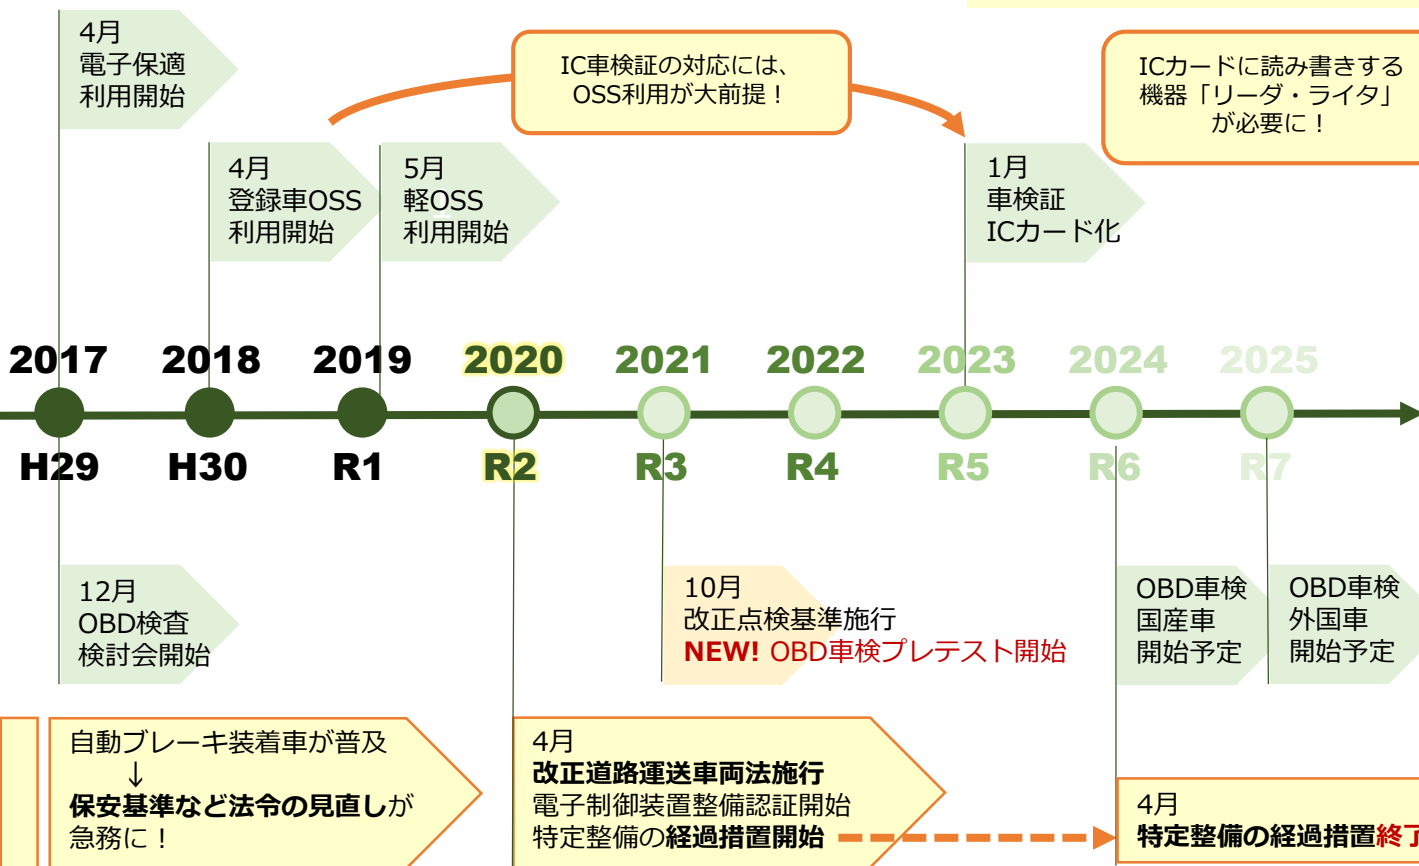 4月
電子保適
利用開始
IC車検証の対応には、
OSS利用が大前提！
ICカードに読み書きする
機器「リーダ・ライタ」
が必要に！
4月
登録車OSS
利用開始
5月
軽OSS
利用開始
1月
車検証
ICカード化
2017 2018 2019 2020 2021 2022 2023 2024 2025
H29 H30 R1 R2 R3 R4 R5 R6 R7
12月
OBD検査
検討会開始
10月
改正点検基準施行
NEW! OBD車検プレテスト開始
OBD車検
国産車
開始予定
OBD車検
外国車
開始予定
自動ブレーキ装着車が普及
↓
保安基準など法令の見直しが
急務に！
4月
改正道路運送車両法施行
電子制御装置整備認証開始
特定整備の経過措置開始
4月
特定整備の経過措置終了